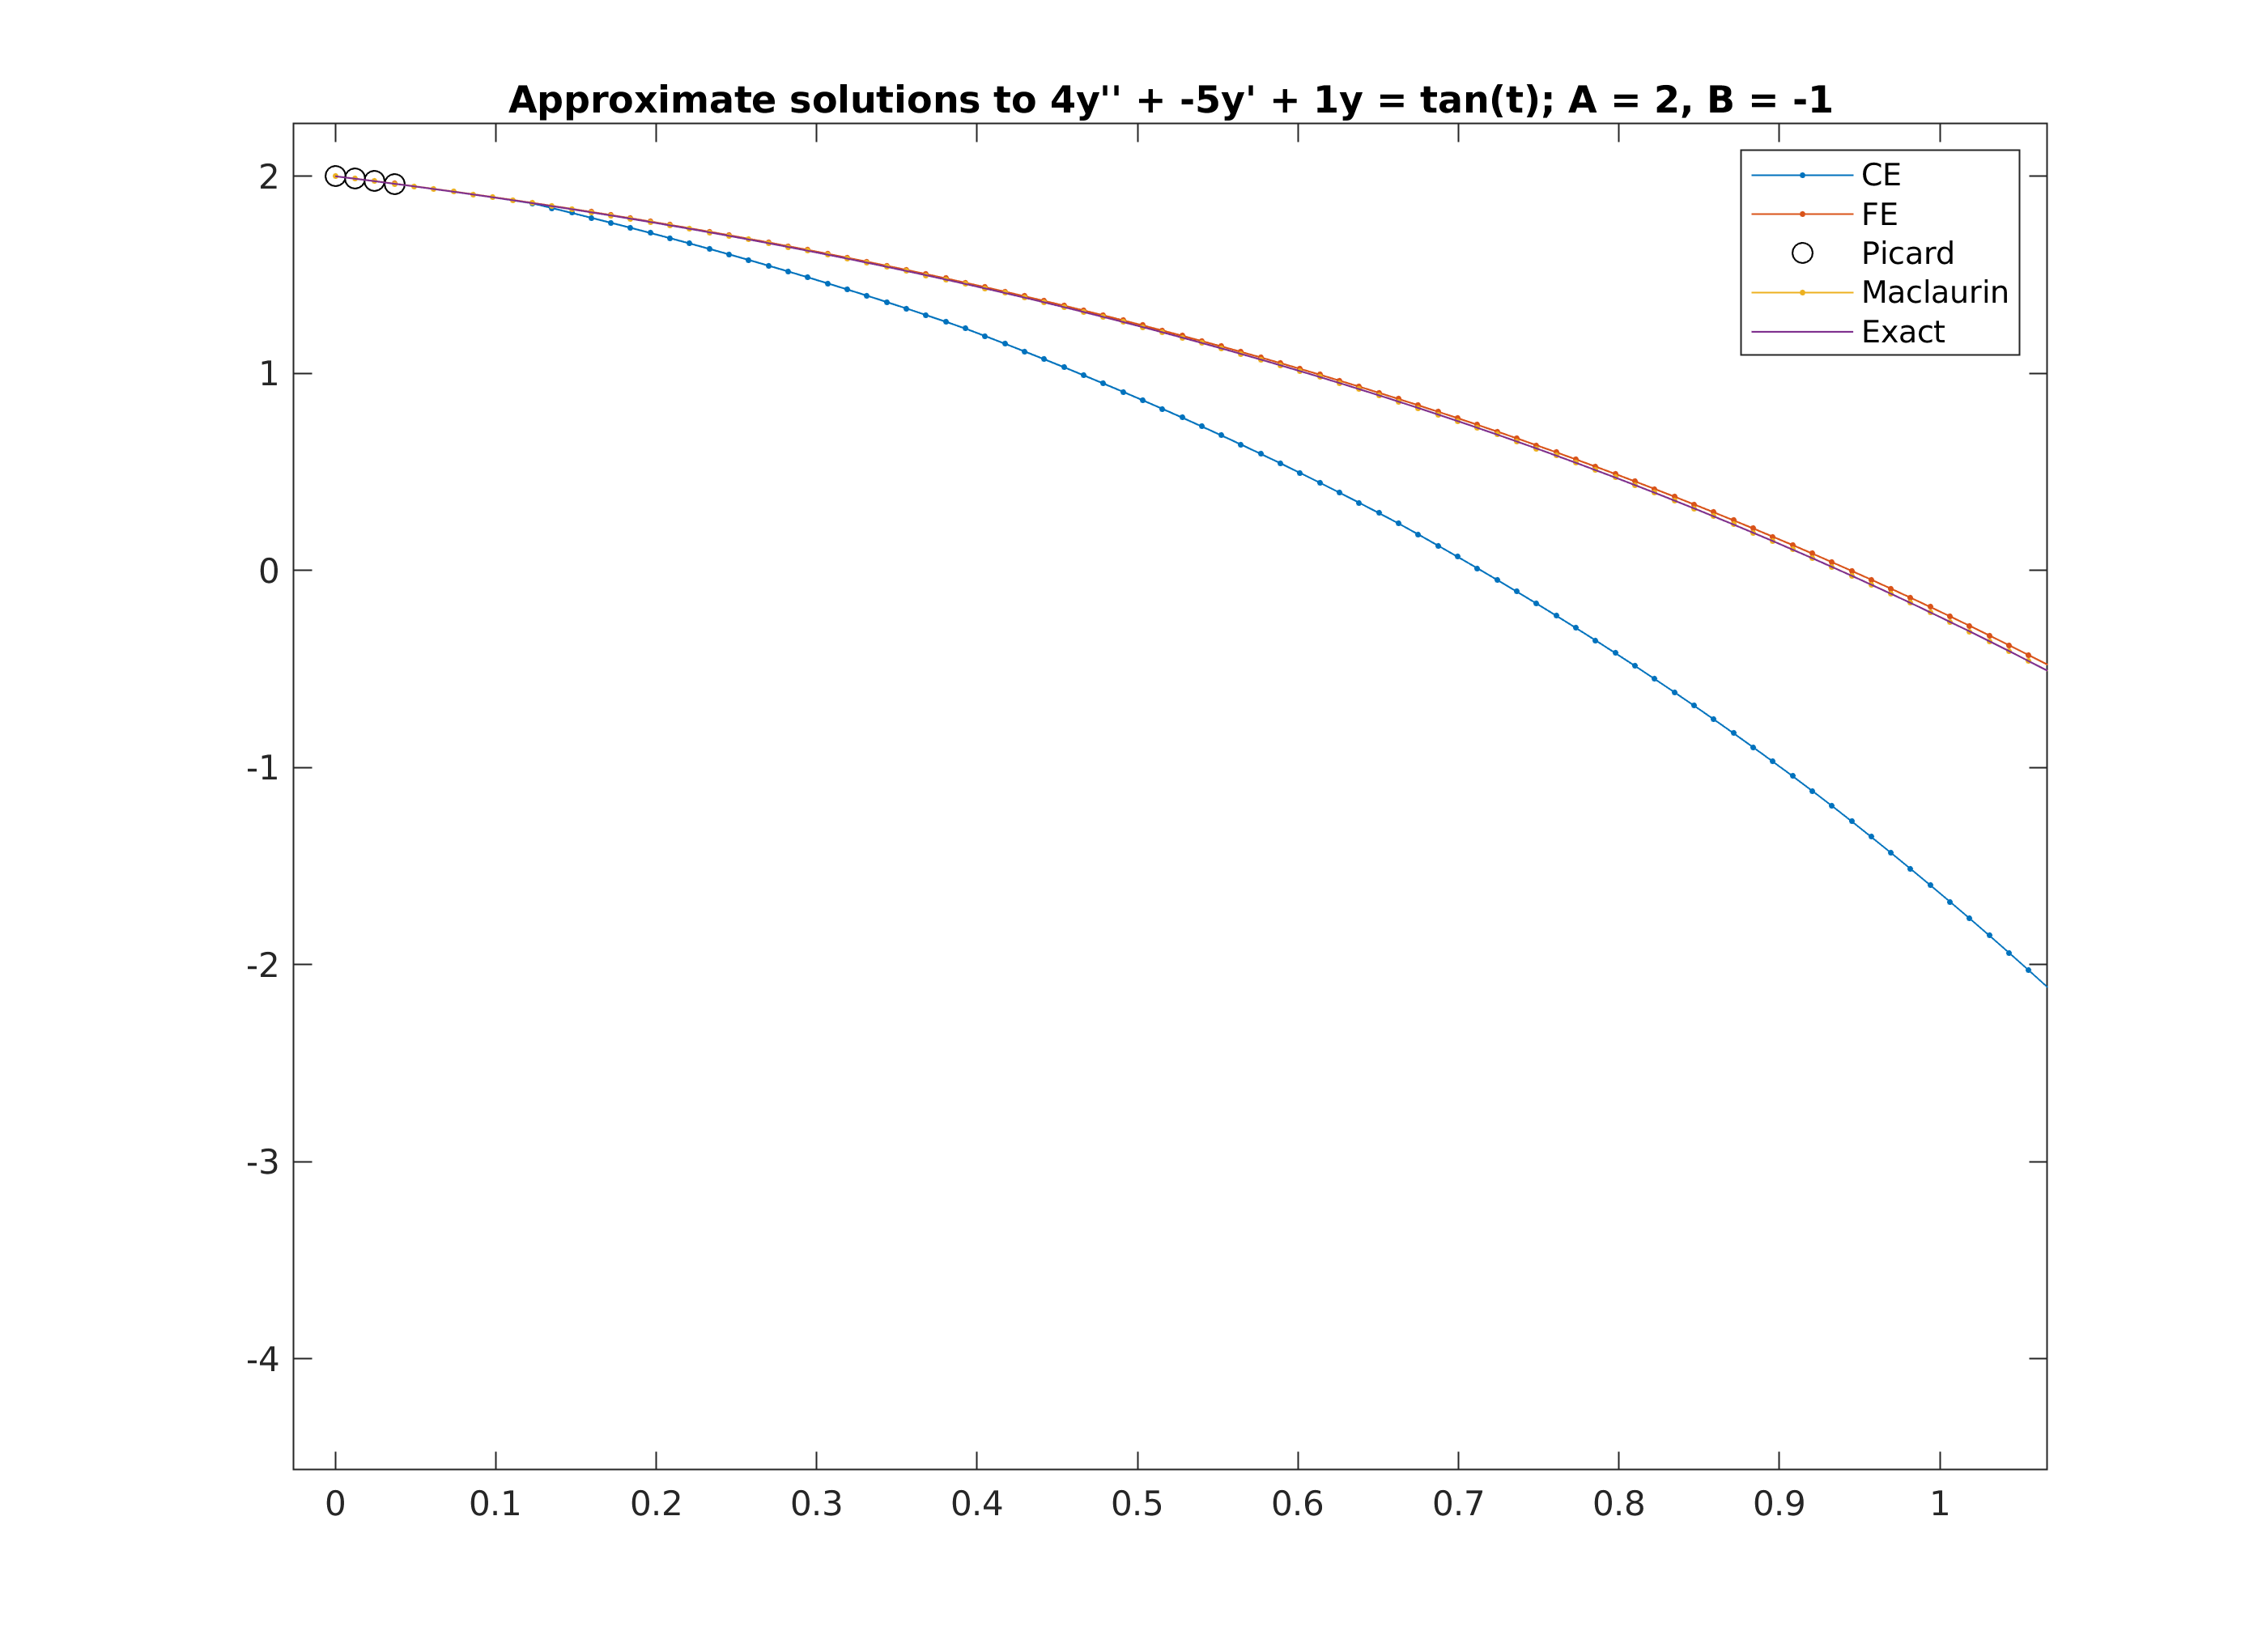 Approximate solutions to 4y'' + -5y' + 1y = tan(t); A = 2, B = -1
CE
FE
Picard
Maclaurin
Exact
2
1
0
-1
-2
-3
-4
0 0.1 0.2 0.3 0.4 0.5 0.6 0.7 0.8 0.9 1